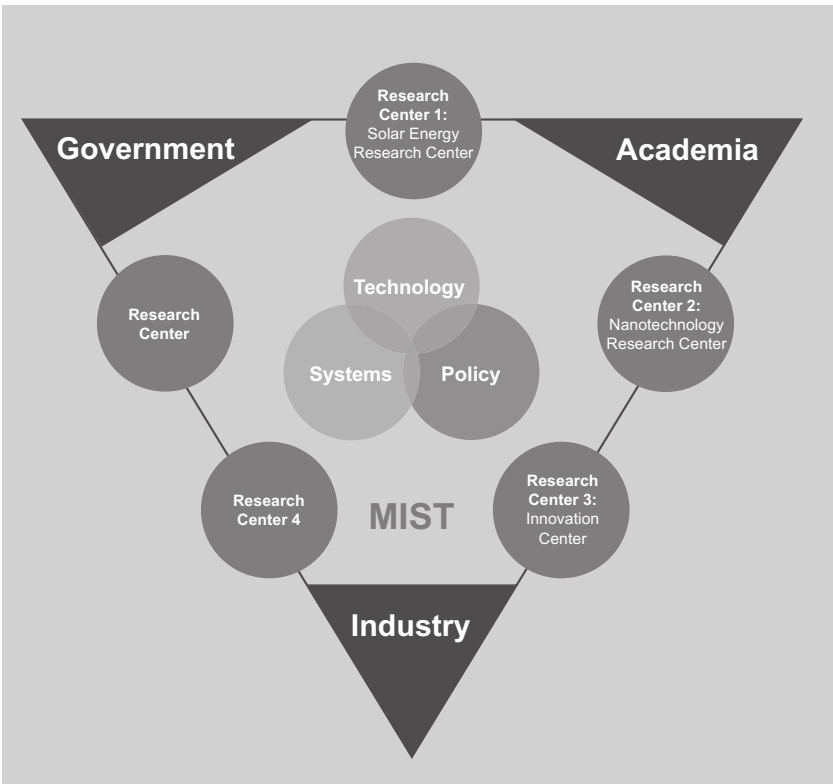 Research
Center 1:
Solar Energy
Research Center
Government
Academia
Technology
Systems
Policy
Research
Center
Research
Center 2:
Nanotechnology
Research Center
Research
Center 4
MIST
Research
Center 3:
Innovation
Center
Industry